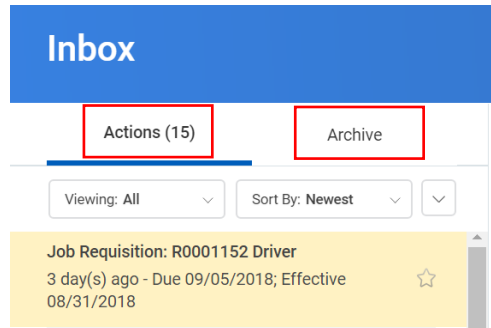 Inbox
Actions (15)
Archive
Viewing: All
Sort By: Newest
Job Requisition: R0001152 Driver
3 day(s) ago - Due 09/05/2018; Effective
08/31/2018